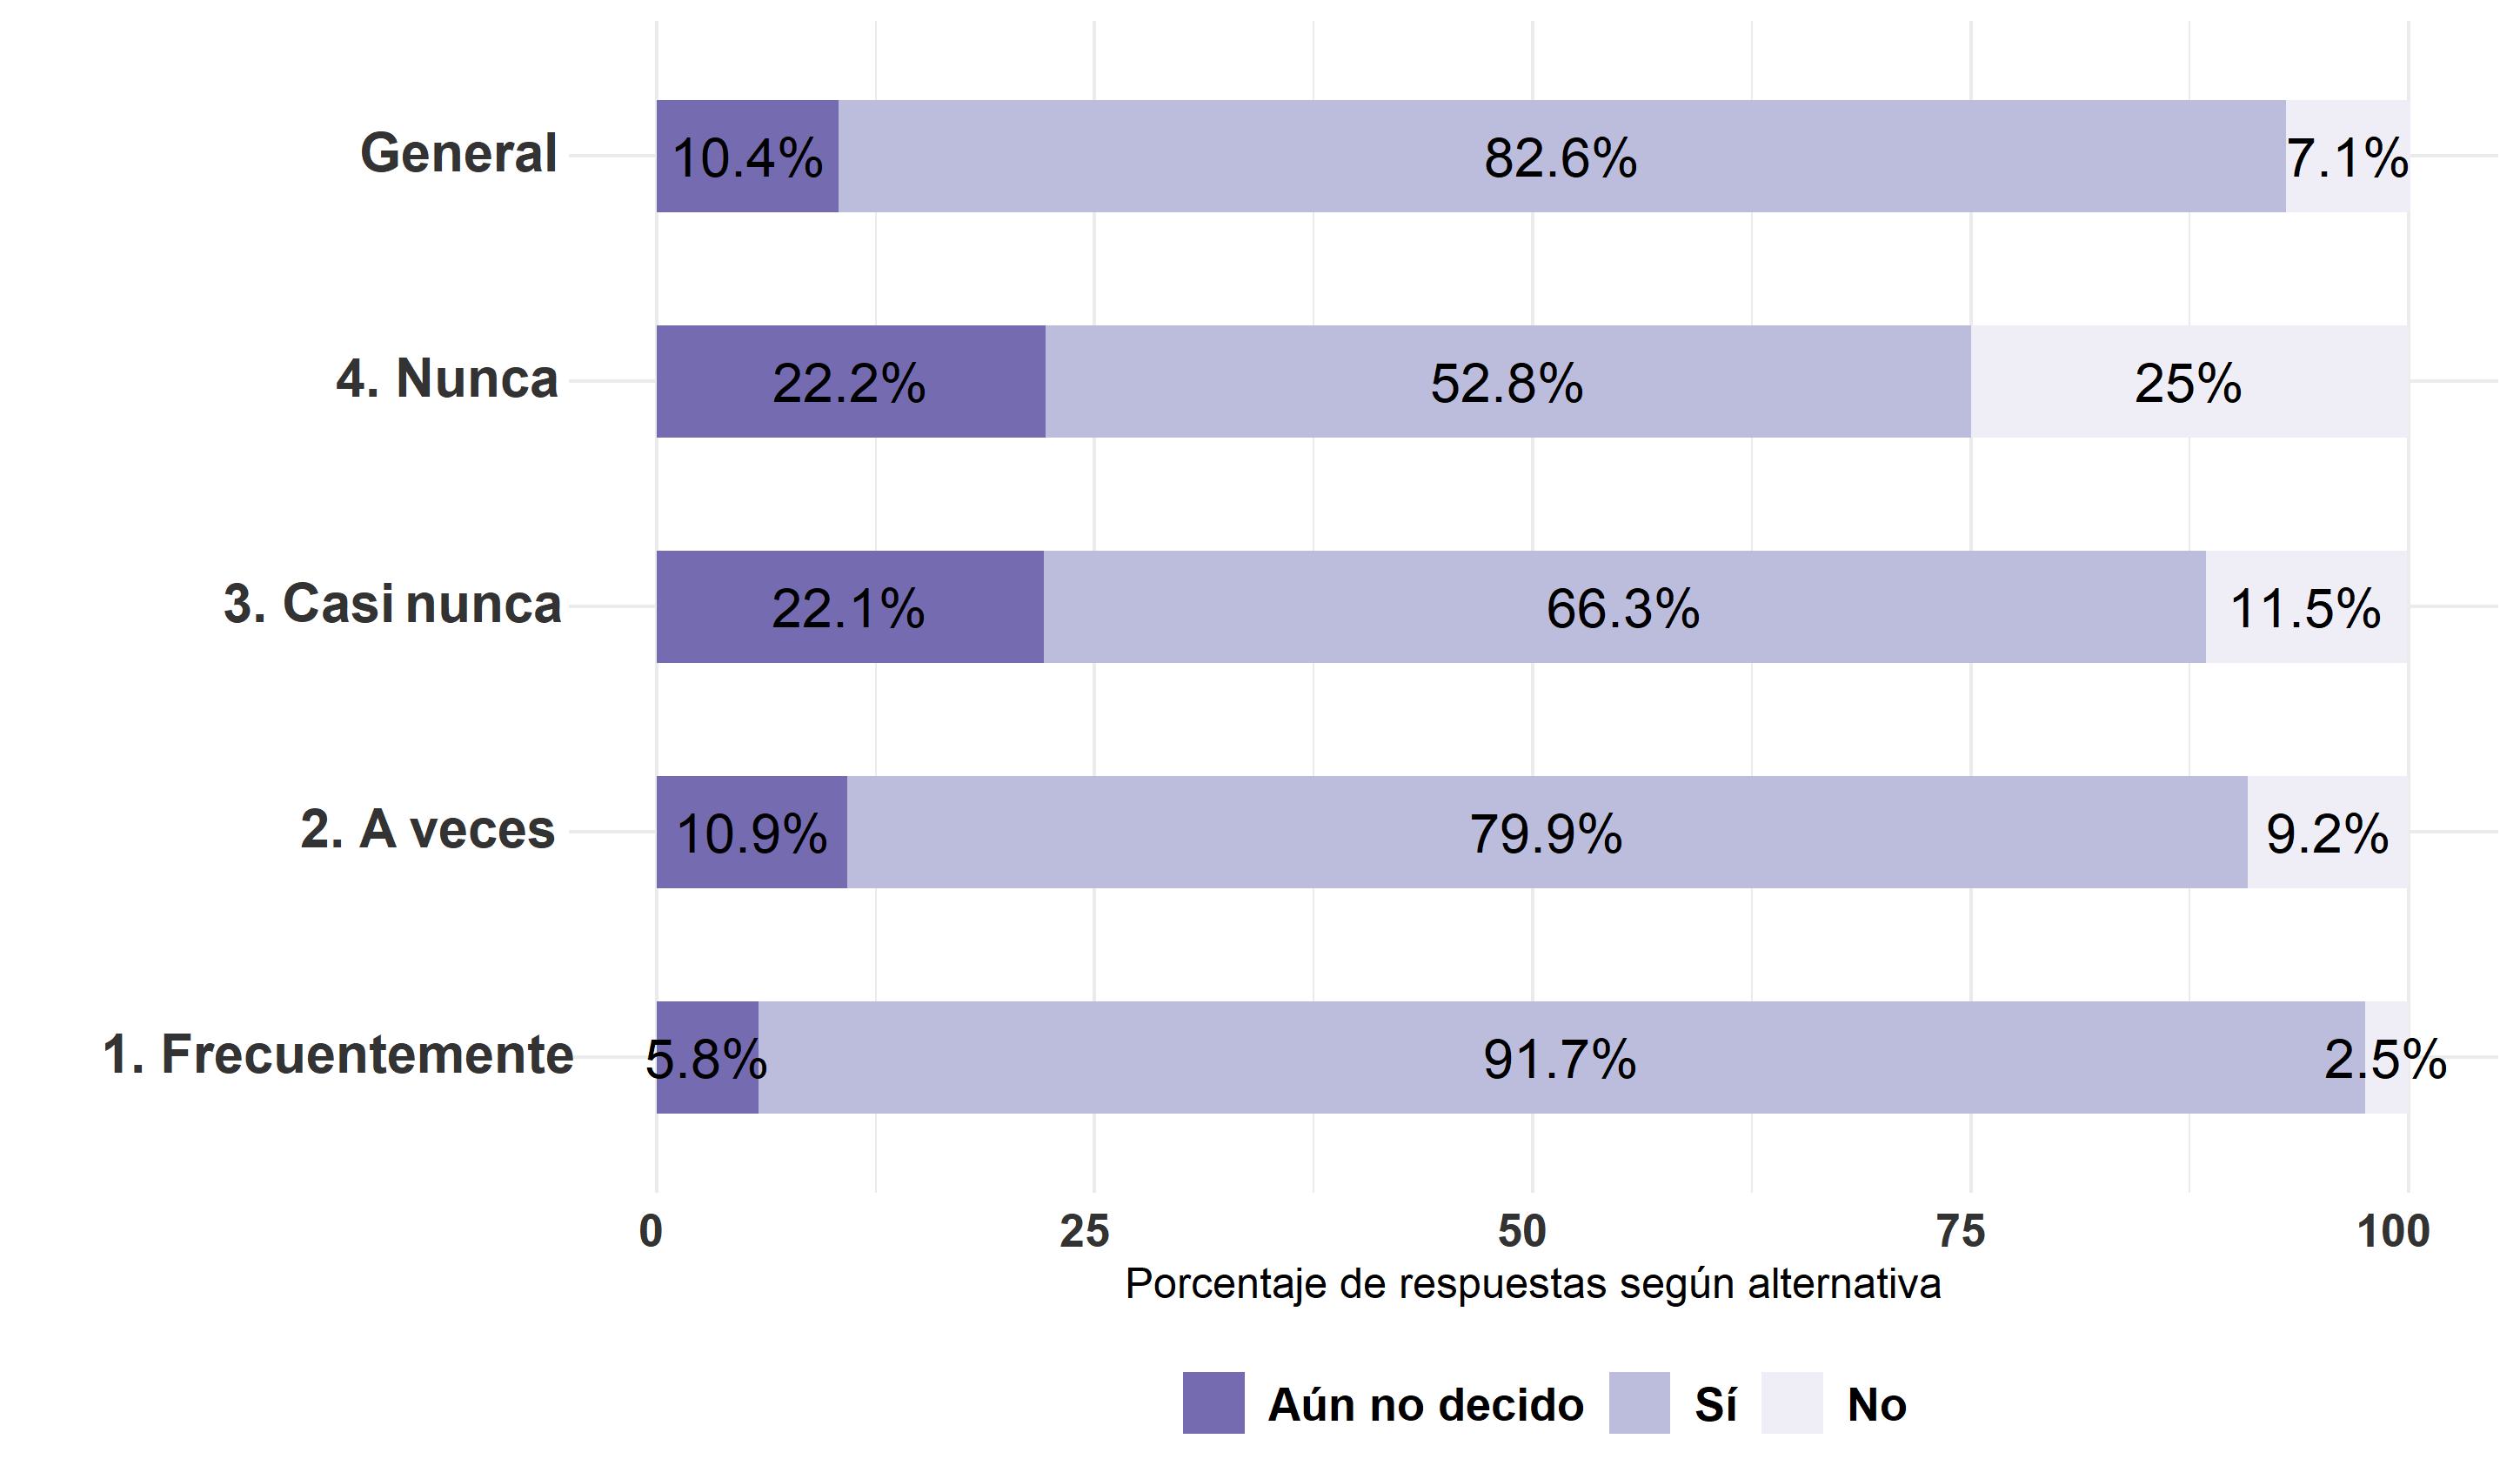 General 10.4% 82.6% 7.1%
4. Nunca 22.2% 52.8% 25%
3. Casi nunca 22.1% 66.3% 11.5%
2. A veces 10.9% 79.9% 9.2%
1. Frecuentemente 5.8% 91.7% 2.5%
0 25 50 75 100
Porcentaje de respuestas según alternativa
Aún no decido Sí No